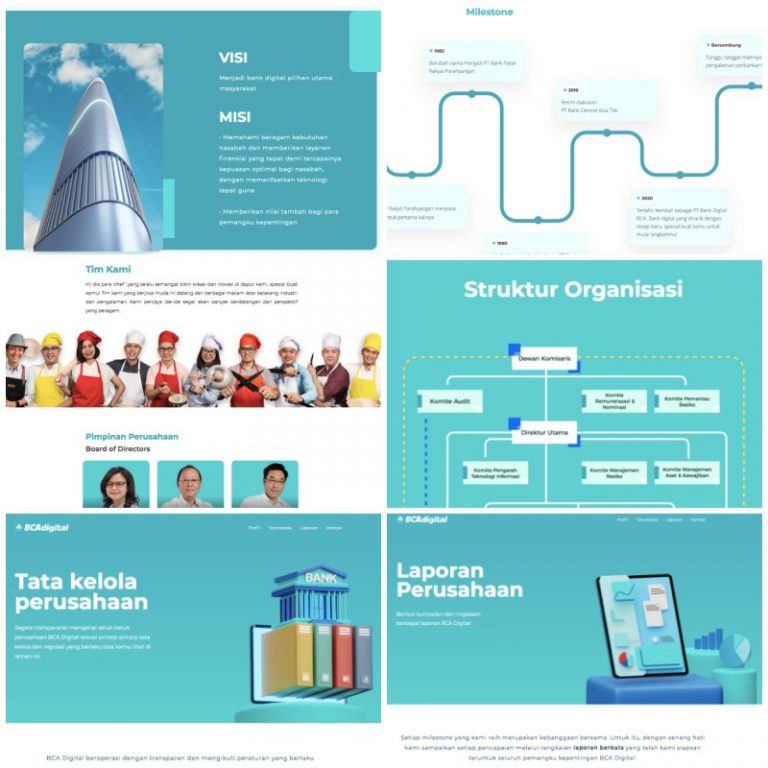 VISI
Menjadi bank digital pilihan utama
masyarakat
MISI
- Memahami beragam kebutuhan
nasabah dan memberikan layanan
finansial yang tepat demi tercapainya
kepuasan optimal bagi nasabah,
dengan memanfaatkan teknologi
tepat guna
- Memberikan nilai tambah bagi para
pemangku kepentingan
Milestone
1982
Berubah nama menjadi PT Bank Pasar
Rakyat Parahyangan
2019
Resmi diakuisisi
PT Bank Central Asia Tbk
Bersambung
Tunggu tanggal mainnya
pengalaman perbankan
Rakjat Parahyangan menyapa
untuk pertama kalinya
1990
2020
Terlahir kembali sebagai PT Bank Digital
BCA. Bank digital yang diracik dengan
resep baru, spesial buat kamu untuk
mulai langkahmu!
Tim Kami
Ini dia para 'chef' yang selalu semangat bikin kreasi dan inovasi di dapur kami, spesial buat
kamu! Tim kami yang berjiwa muda ini datang dari berbagai macam latar belakang industri
dan pengalaman. Kami percaya ide-ide segar akan banyak berdatangan dari perspektif
yang beragam.
Pimpinan Perusahaan
Board of Directors
Struktur Organisasi
Dewan Komisaris
Komite Audit
Komite
Remunerasi &
Nominasi
Komite Pemantau
Risiko
Direktur Utama
Komite Pengarah
Teknologi Informasi
Komite Manajemen
Risiko
Komite Manajemen
Aset & Kewajiban
BCAdigital
Profil Tata Kelola Laporan Kontak
Tata kelola
perusahaan
Segala transparansi mengenai seluk-beluk
perusahaan BCA Digital sesuai prinsip-prinsip tata
kelola dan regulasi yang berlaku bisa kamu lihat di
laman ini.
BANK
BCA Digital beroperasi dengan transparan dan mengikuti peraturan yang berlaku
BCAdigital
Profil Tata Kelola Laporan Kontak
Laporan
Perusahaan
Berikut kumpulan dan ringkasan
berbagai laporan BCA Digital.
Setiap milestone yang kami raih merupakan kebanggaan bersama. Untuk itu, dengan senang hati
kami sampaikan setiap pencapaian melalui rangkaian laporan berkala yang telah kami siapkan
teruntuk seluruh pemangku kepentingan BCA Digital.